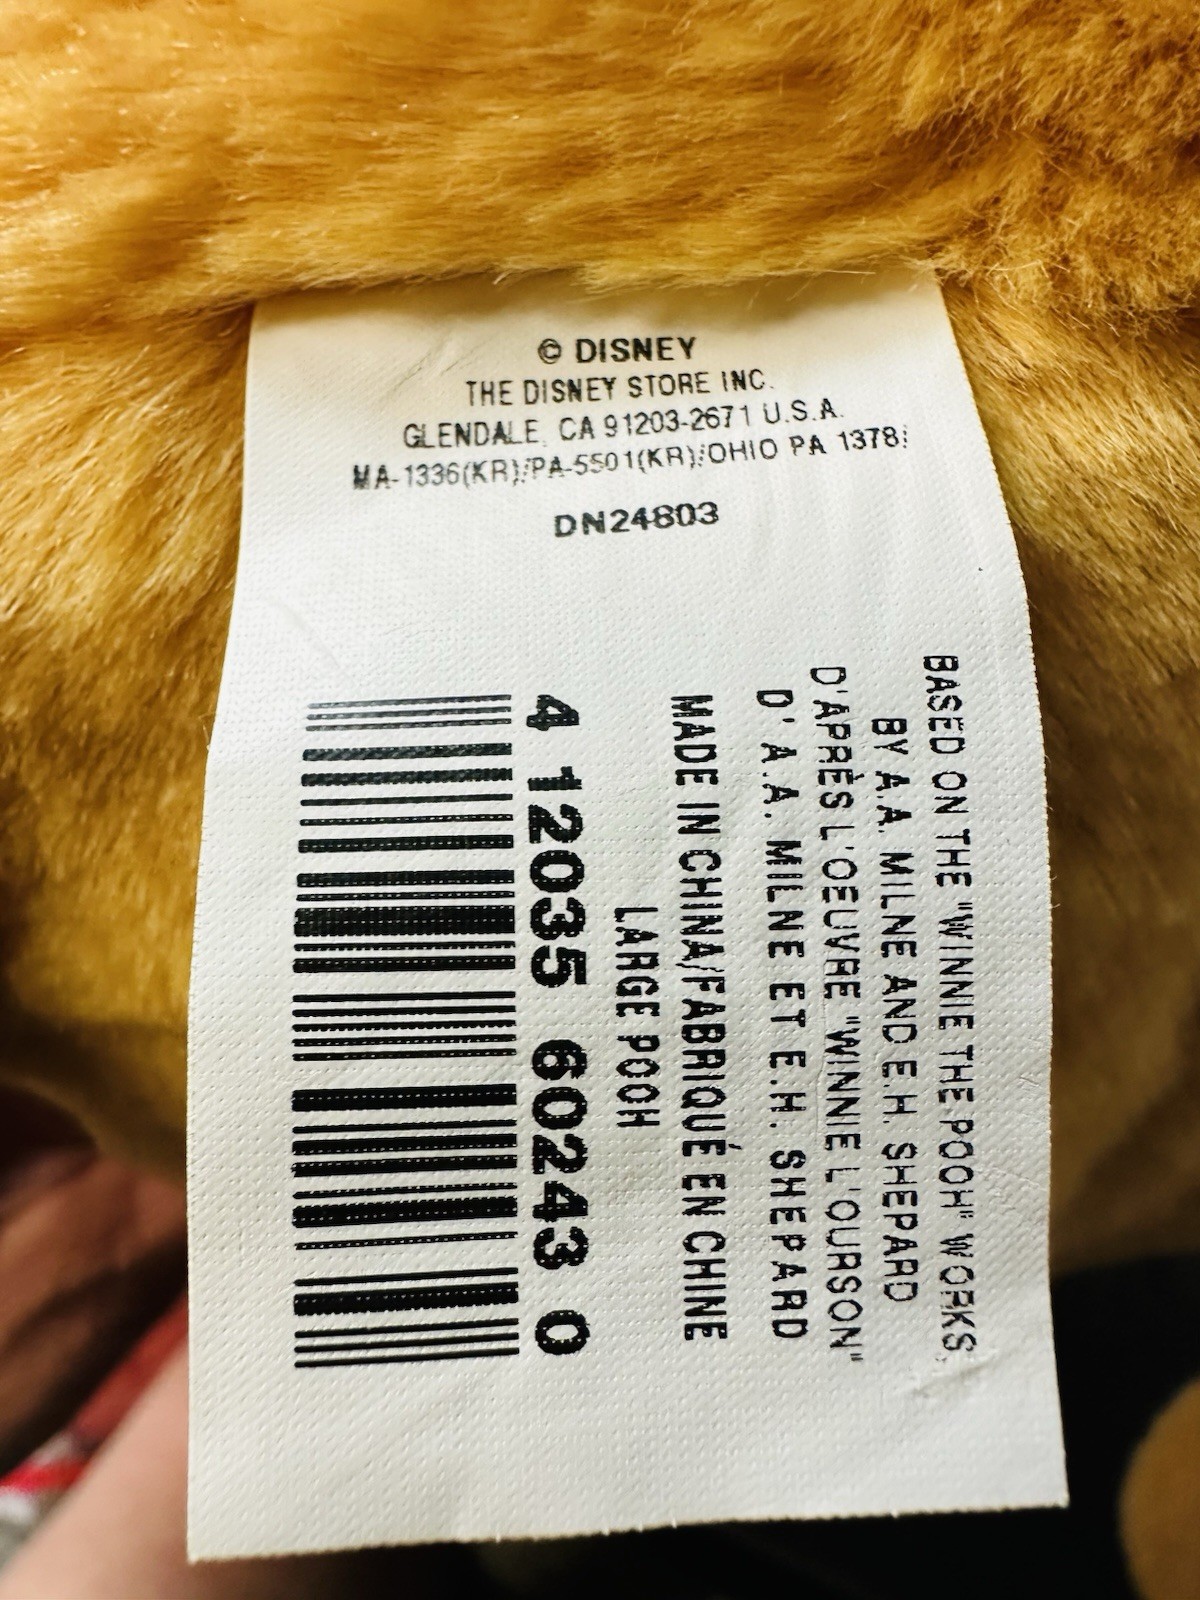 © DISNEY
THE DISNEY STORE INC.
GLENDALE, CA 91203-2671 U.S.A.
MA-1336(KR)/PA-5501(KR)/OHIO PA 1378
DN24803
BASED ON THE "WINNIE THE POOH" WORKS,
BY A.A. MILNE AND E.H. SHEPARD
D'APRÈS L'OEUVRE "WINNIE L'OURSON"
D'A.A. MILNE ET E.H. SHEPARD
MADE IN CHINA/FABRIQUÉ EN CHINE
LARGE POOH
4 12035 60243 0